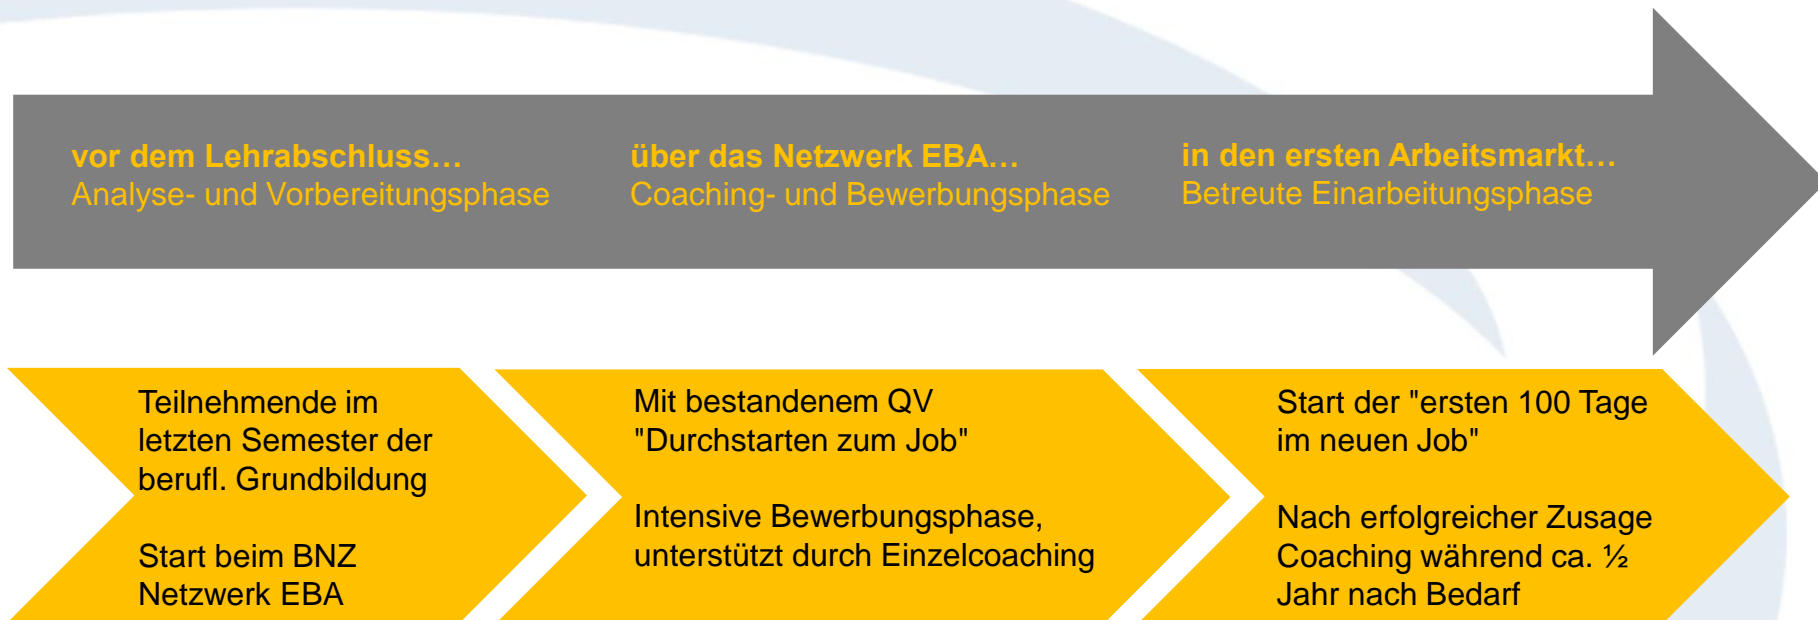 vor dem Lehrabschluss…
Analyse- und Vorbereitungsphase
über das Netzwerk EBA…
Coaching- und Bewerbungsphase
in den ersten Arbeitsmarkt…
Betreute Einarbeitungsphase
Teilnehmende im
letzten Semester der
berufl. Grundbildung
Start beim BNZ
Netzwerk EBA
Mit bestandenem QV
"Durchstarten zum Job"
Intensive Bewerbungsphase,
unterstützt durch Einzelcoaching
Start der "ersten 100 Tage
im neuen Job"
Nach erfolgreicher Zusage
Coaching während ca. ½
Jahr nach Bedarf